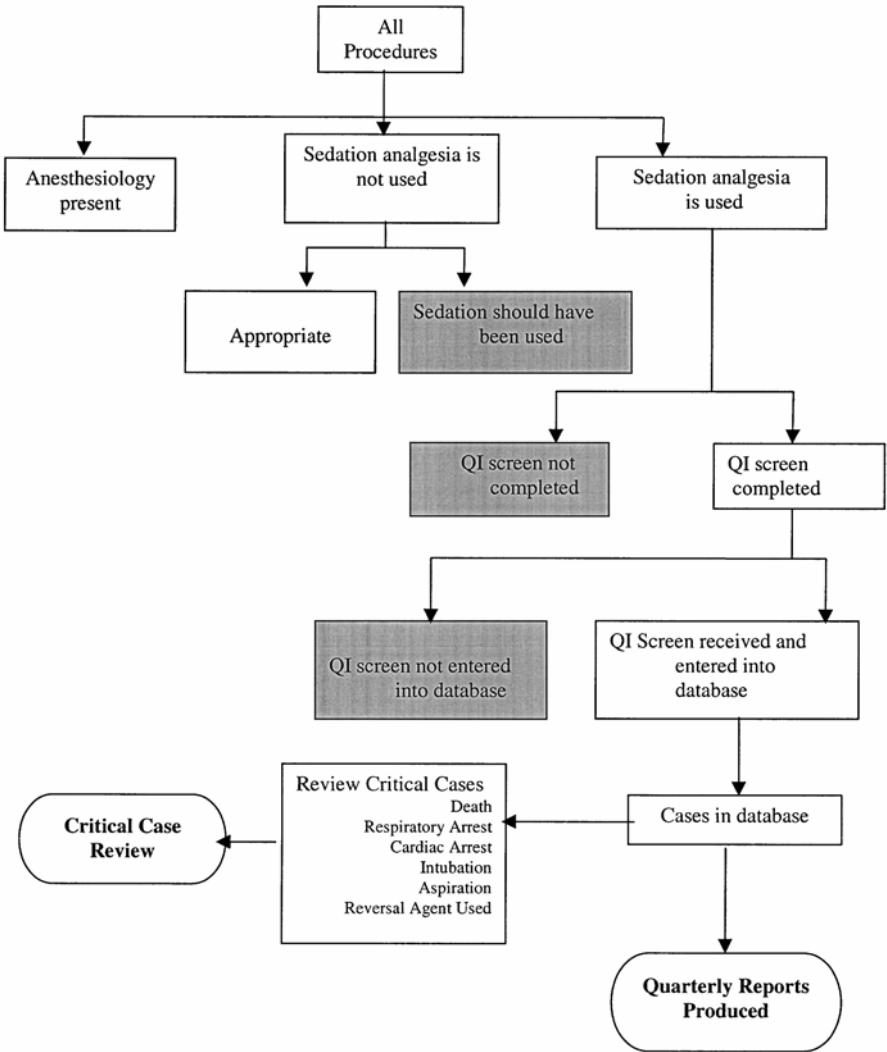 All
Procedures
Anesthesiology
present
Sedation analgesia is
not used
Sedation analgesia
is used
Appropriate
Sedation should have
been used
QI screen not
completed
QI screen
completed
QI screen not entered
into database
QI Screen received and
entered into
database
Critical Case
Review
Review Critical Cases
Death
Respiratory Arrest
Cardiac Arrest
Intubation
Aspiration
Reversal Agent Used
Cases in database
Quarterly Reports
Produced